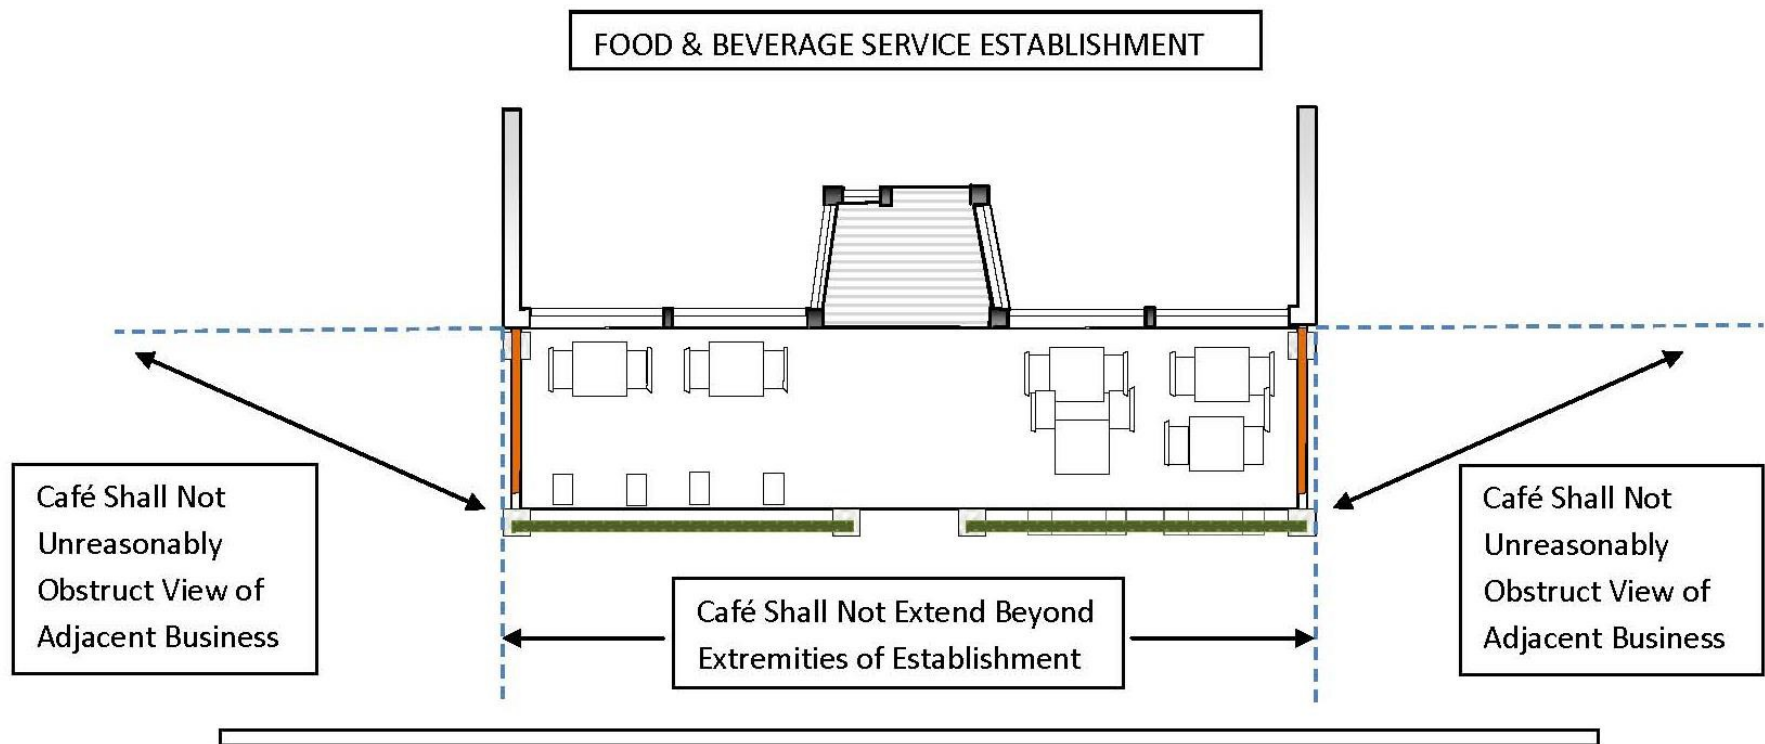 FOOD & BEVERAGE SERVICE ESTABLISHMENT
Café Shall Not
Unreasonably
Obstruct View of
Adjacent Business
Café Shall Not Extend Beyond
Extremities of Establishment
Café Shall Not
Unreasonably
Obstruct View of
Adjacent Business